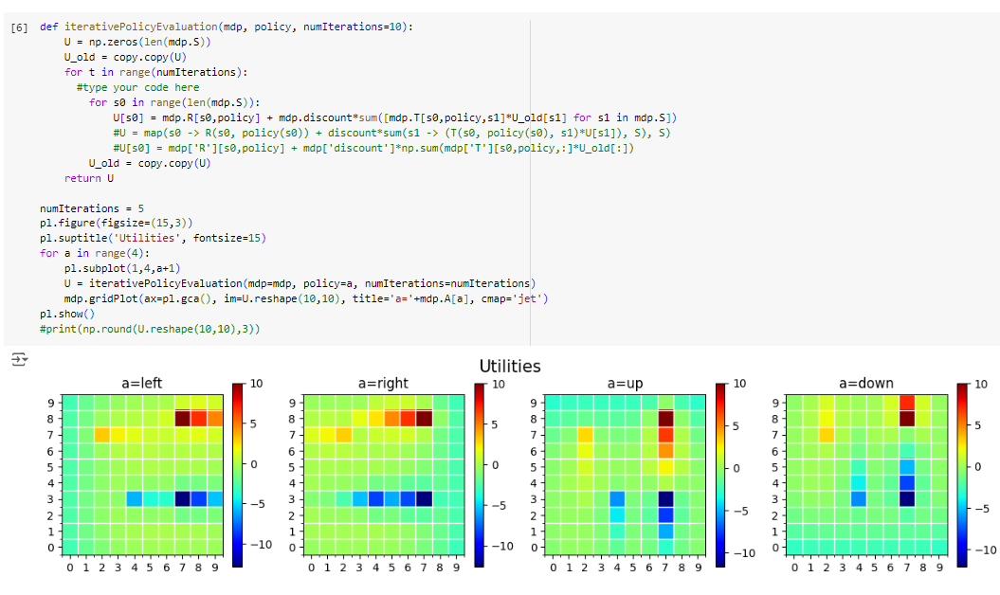 [6] def iterativePolicyEvaluation(mdp, policy, numIterations=10):
    U = np.zeros(len(mdp.S))
    U_old = copy.copy(U)
    for t in range(numIterations):
      #type your code here
        for s0 in range(len(mdp.S)):
            U[s0] = mdp.R[s0,policy] + mdp.discount*sum([mdp.T[s0,policy,s1]*U_old[s1] for s1 in mdp.S])
            #U = map(s0 -> R(s0, policy(s0)) + discount*sum(s1 -> (T(s0, policy(s0), s1)*U[s1]), S), S)
            #U[s0] = mdp['R'][s0,policy] + mdp['discount']*np.sum(mdp['T'][s0,policy,:]*U_old[:])
        U_old = copy.copy(U)
    return U

numIterations = 5
pl.figure(figsize=(15,3))
pl.suptitle('Utilities', fontsize=15)
for a in range(4):
    pl.subplot(1,4,a+1)
    U = iterativePolicyEvaluation(mdp=mdp, policy=a, numIterations=numIterations)
    mdp.gridPlot(ax=pl.gca(), im=U.reshape(10,10), title='a='+mdp.A[a], cmap='jet')
pl.show()
#print(np.round(U.reshape(10,10),3))
Utilities
a=left
9
8
7
6
5
4
3
2
1
0
0 1 2 3 4 5 6 7 8 9
10
5
0
−5
−10
a=right
9
8
7
6
5
4
3
2
1
0
0 1 2 3 4 5 6 7 8 9
10
5
0
−5
−10
a=up
9
8
7
6
5
4
3
2
1
0
0 1 2 3 4 5 6 7 8 9
10
5
0
−5
−10
a=down
9
8
7
6
5
4
3
2
1
0
0 1 2 3 4 5 6 7 8 9
10
5
0
−5
−10